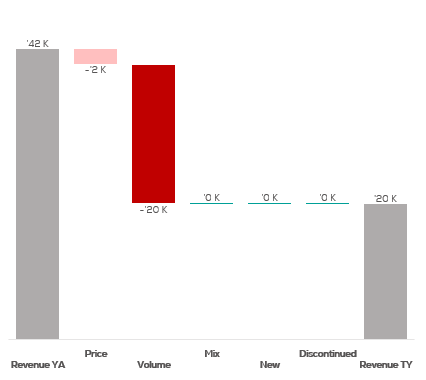 '42 K
-'2 K
-'20 K
'0 K
'0 K
'0 K
'20 K
Revenue YA
Price
Volume
Mix
New
Discontinued
Revenue TY